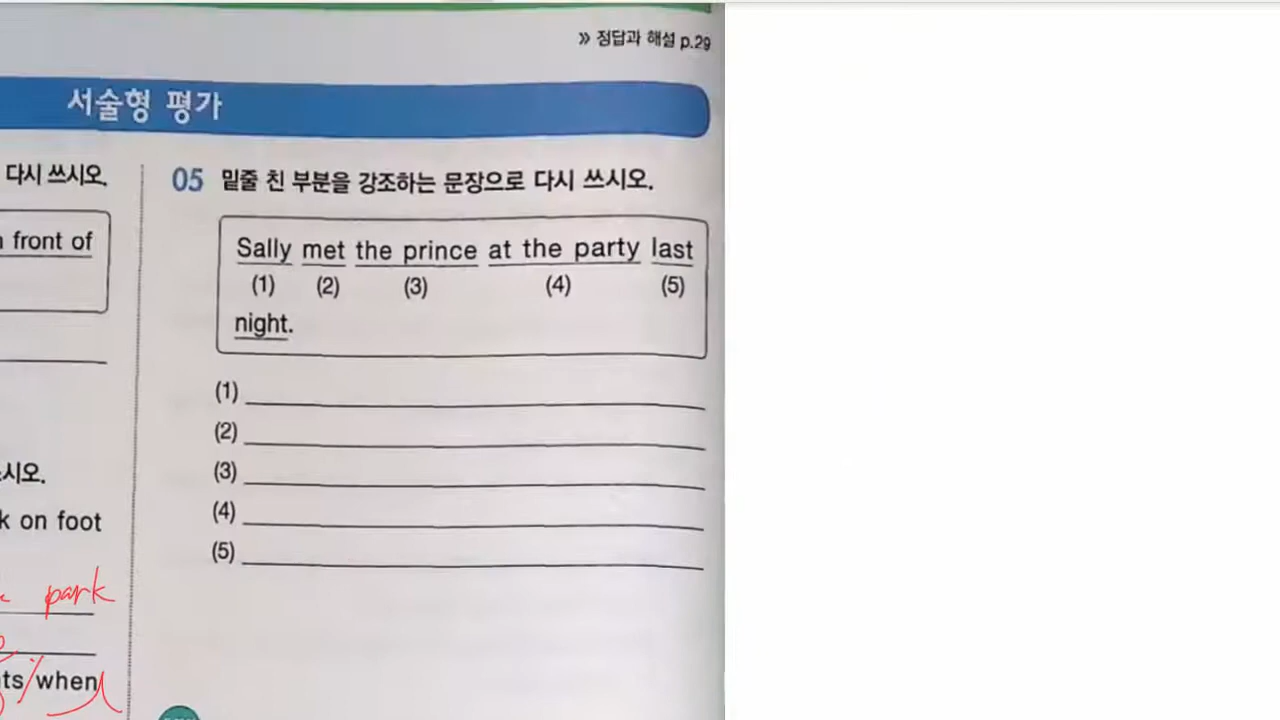 » 정답과 해설 p.29
서술형 평가
다시 쓰시오.
front of
시오.
on foot
park
when
05 밑줄 친 부분을 강조하는 문장으로 다시 쓰시오.
Sally met the prince at the party last
(1) (2) (3) (4) (5)
night.
(1)
(2)
(3)
(4)
(5)